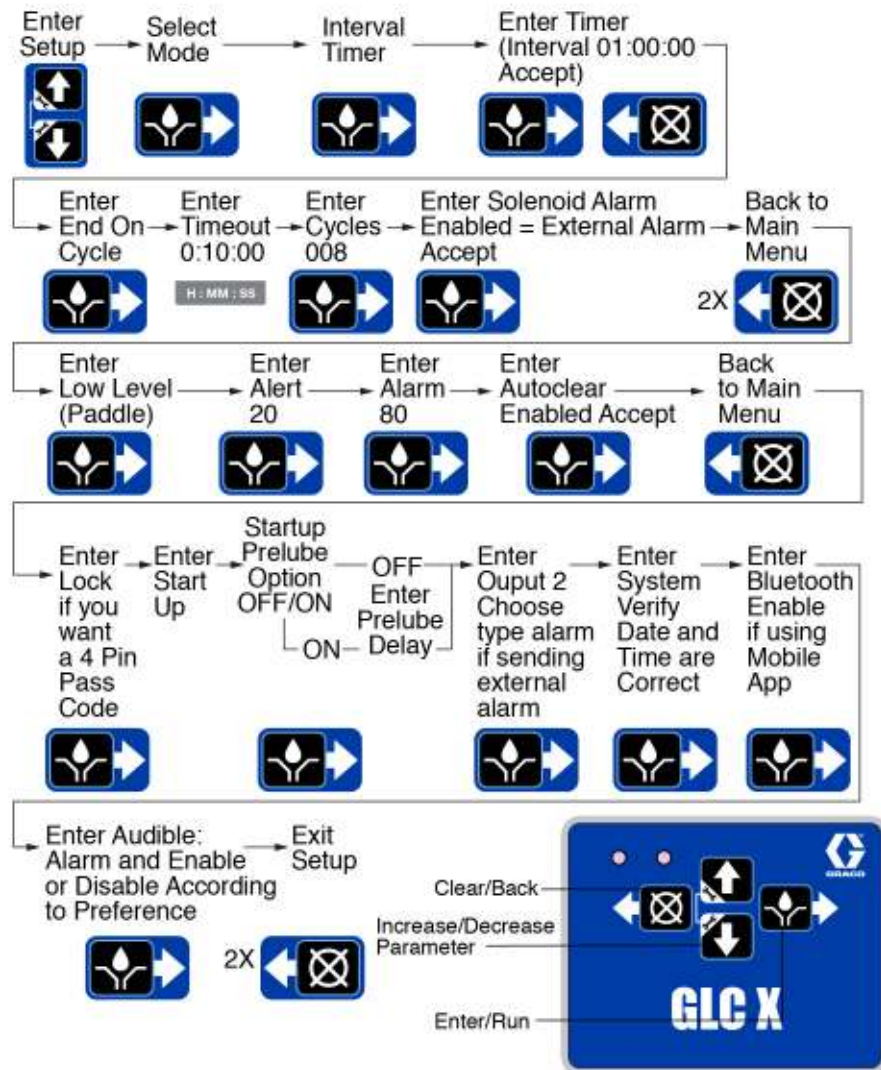 Enter
Setup
Select
Mode
Interval
Timer
Enter Timer
(Interval 01:00:00
Accept)
Enter
End On
Cycle
Enter
Timeout
0:10:00
H : MM : SS
Enter
Cycles
008
Enter Solenoid Alarm
Enabled = External Alarm
Accept
Back to
Main
Menu
2X
Enter
Low Level
(Paddle)
Enter
Alert
20
Enter
Alarm
80
Enter
Autoclear
Enabled Accept
Back
to Main
Menu
Enter
Lock
if you
want
a 4 Pin
Pass
Code
Enter
Start
Up
Startup
Prelube
Option
OFF/ON
OFF
ON
Enter
Prelube
Delay
Enter
Ouput 2
Choose
type alarm
if sending
external
alarm
Enter
System
Verify
Date and
Time are
Correct
Enter
Bluetooth
Enable
if using
Mobile
App
Enter Audible:
Alarm and Enable
or Disable According
to Preference
Exit
Setup
2X
Clear/Back
Increase/Decrease
Parameter
Enter/Run
GRACO
GLC X